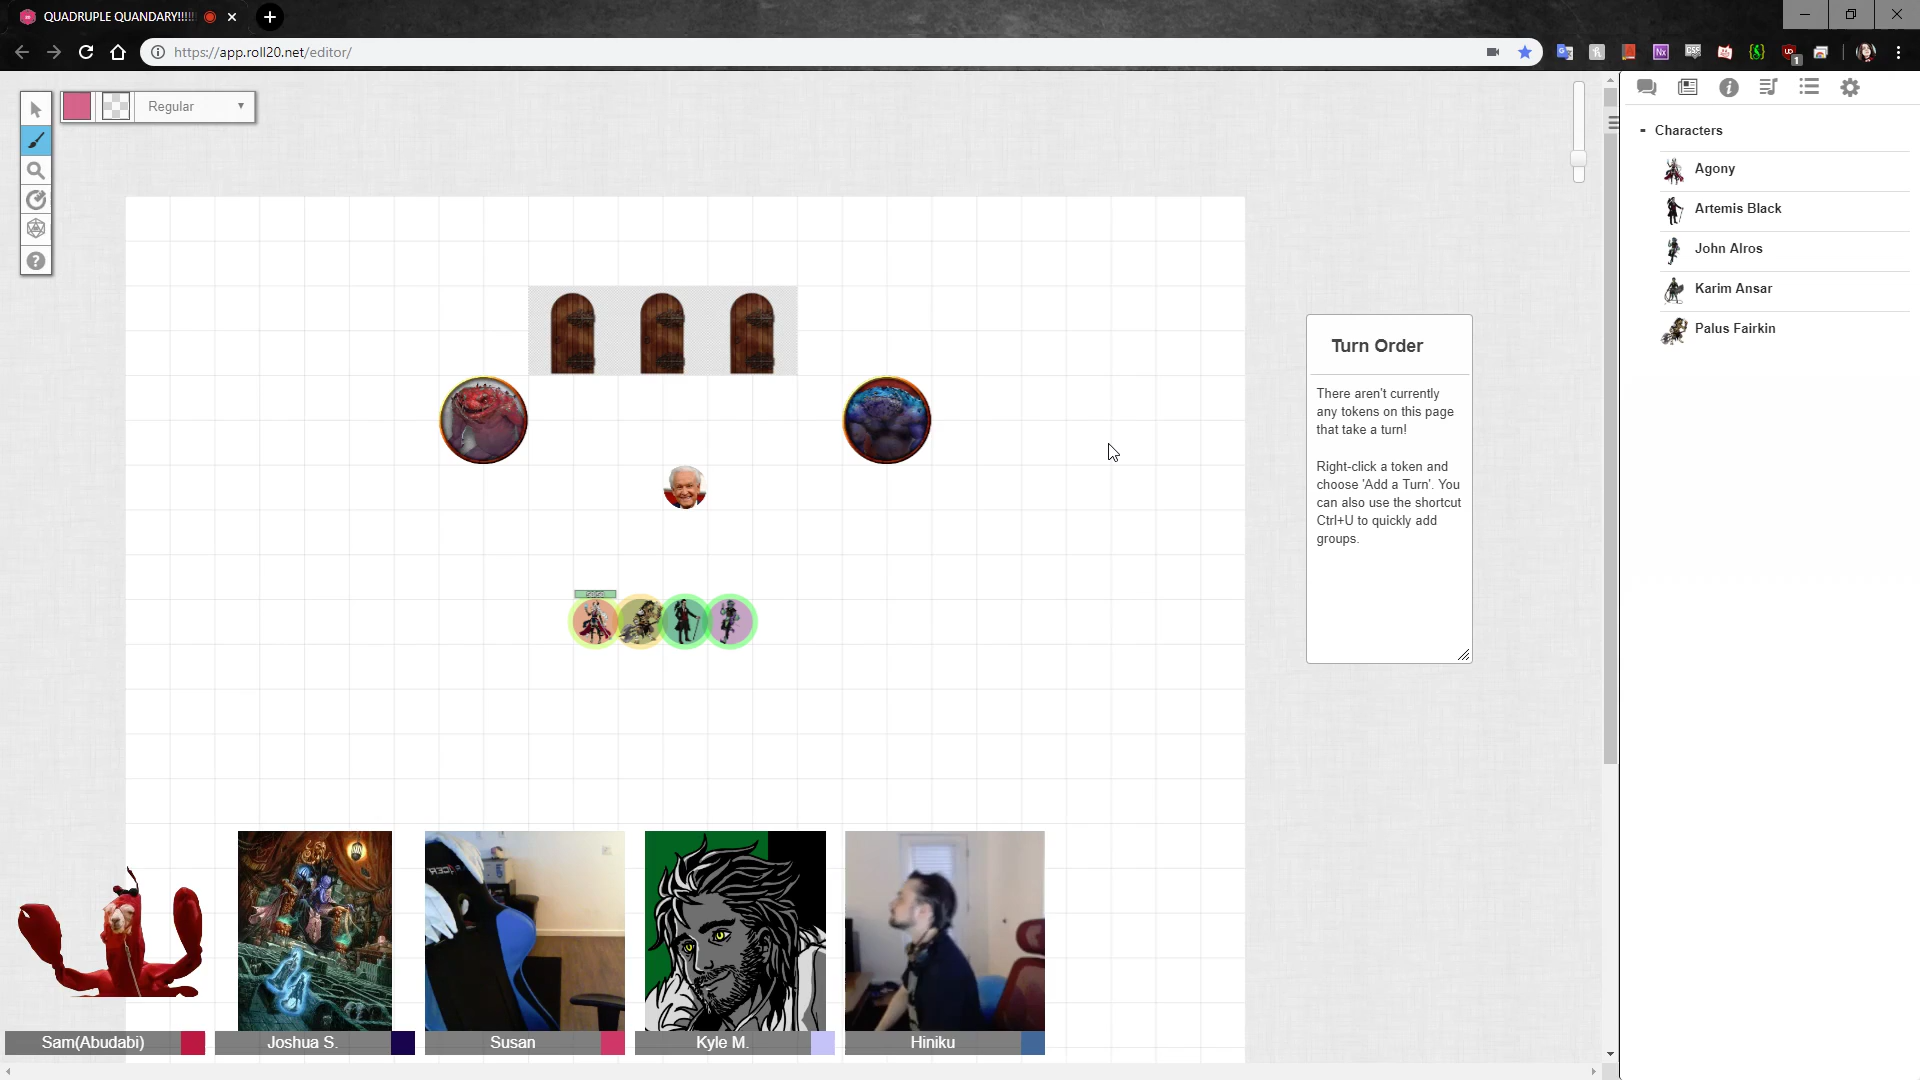 QUADRUPLE QUANDARY!!!!!
https://app.roll20.net/editor/
1
Regular
Characters
Agony
Artemis Black
John Alros
Karim Ansar
Palus Fairkin
Turn Order
There aren't currently
any tokens on this page
that take a turn!
Right-click a token and
choose 'Add a Turn'. You
can also use the shortcut
Ctrl+U to quickly add
groups.
Sam(Abudabi)
Joshua S.
Susan
Kyle M.
Hiniku